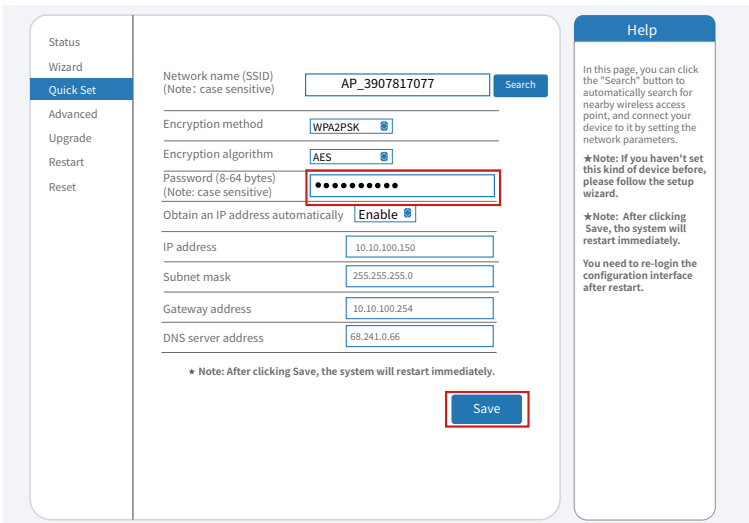 Status
Wizard
Quick Set
Advanced
Upgrade
Restart
Reset
Network name (SSID)
(Note: case sensitive)
AP_3907817077
Search
Encryption method
WPA2PSK
Encryption algorithm
AES
Password (8-64 bytes)
(Note: case sensitive)
●●●●●●●●●●
Obtain an IP address automatically
Enable
IP address
10.10.100.150
Subnet mask
255.255.255.0
Gateway address
10.10.100.254
DNS server address
68.241.0.66
★ Note: After clicking Save, the system will restart immediately.
Save
Help
In this page, you can click
the "Search" button to
automatically search for
nearby wireless access
point, and connect your
device to it by setting the
network parameters.
★Note: If you haven't set
this kind of device before,
please follow the setup
wizard.
★Note: After clicking
Save, tho system will
restart immediately.
You need to re-login the
configuration interface
after restart.